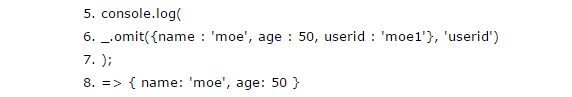 5. console.log(
6. _.omit({name : 'moe', age : 50, userid : 'moe1'}, 'userid')
7. );
8. => { name: 'moe', age: 50 }